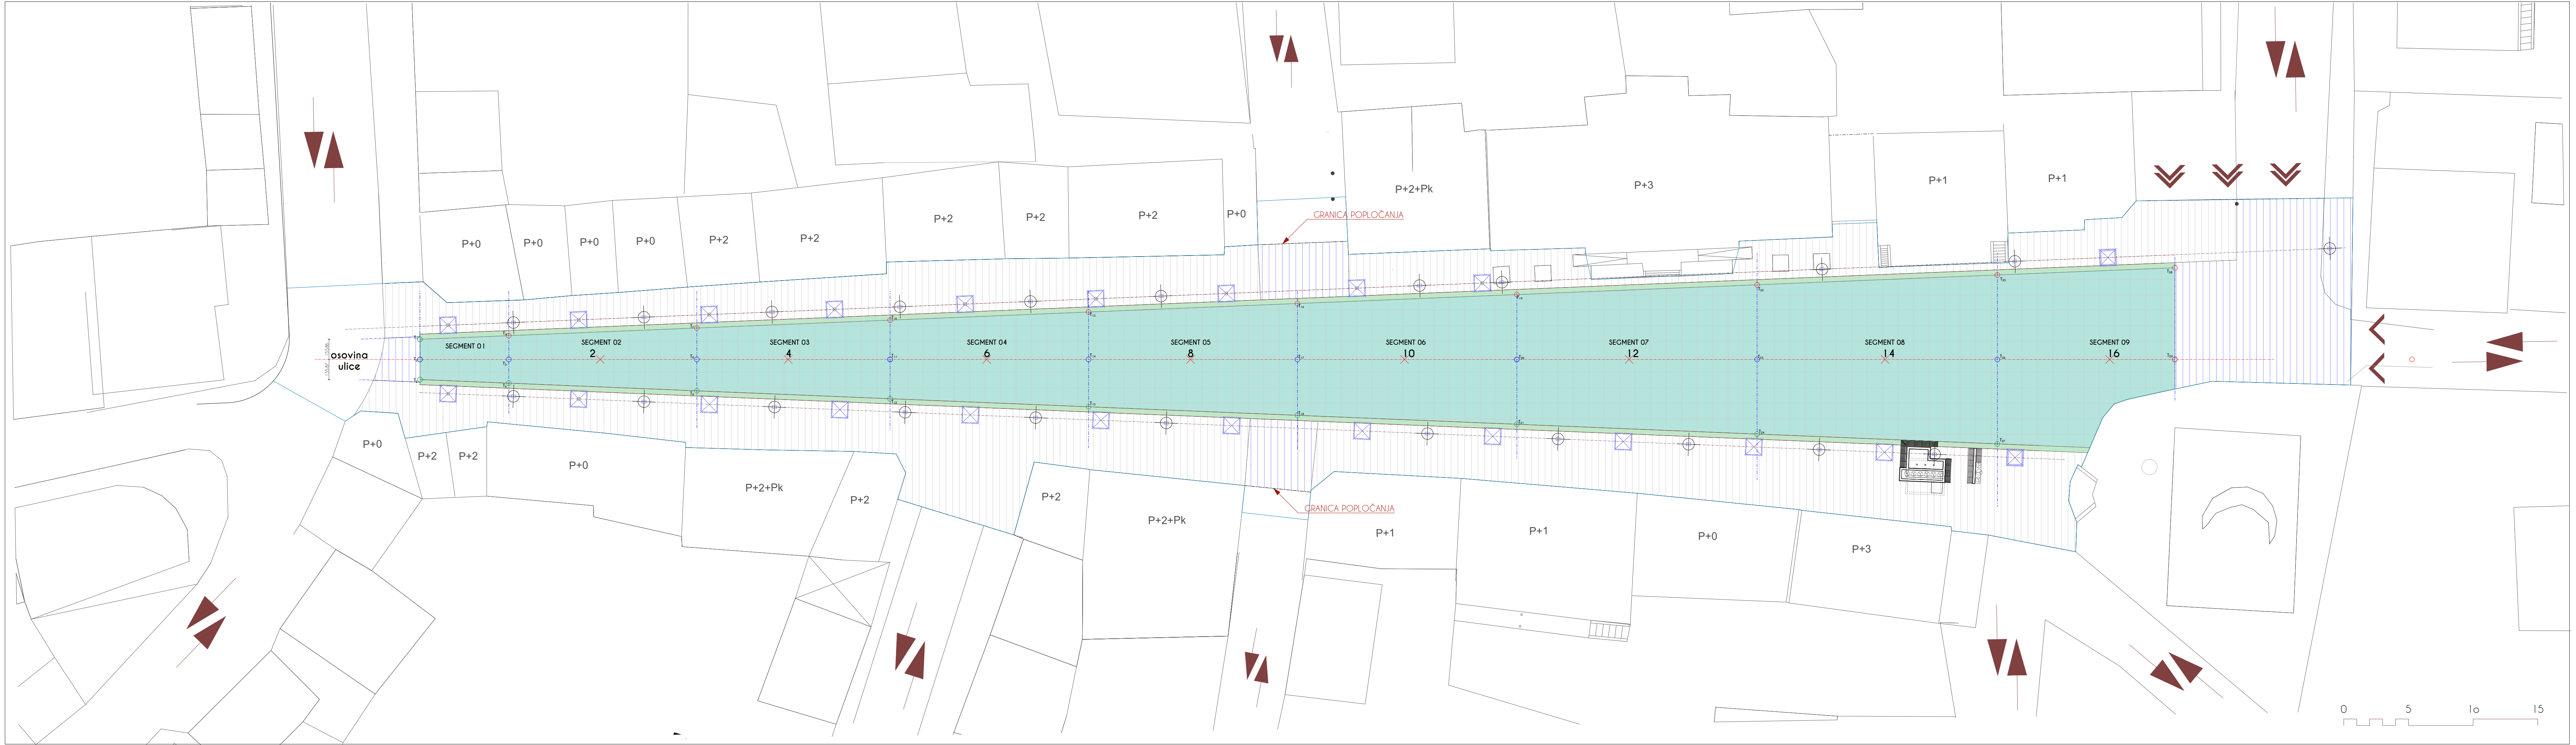 P+2+Pk
P+3
P+1
P+1
P+2
P+2
P+2
P+0
GRANICA POPLOČANJA
P+0
P+0
P+0
P+0
P+2
P+2
SEGMENT 01
SEGMENT 02
2
SEGMENT 03
4
SEGMENT 04
6
SEGMENT 05
8
SEGMENT 06
10
SEGMENT 07
12
SEGMENT 08
14
SEGMENT 09
16
osovina
ulice
P+0
P+2
P+2
P+0
P+2+Pk
P+2
P+2
P+2+Pk
GRANICA POPLOČANJA
P+1
P+1
P+0
P+3
0 5 10 15